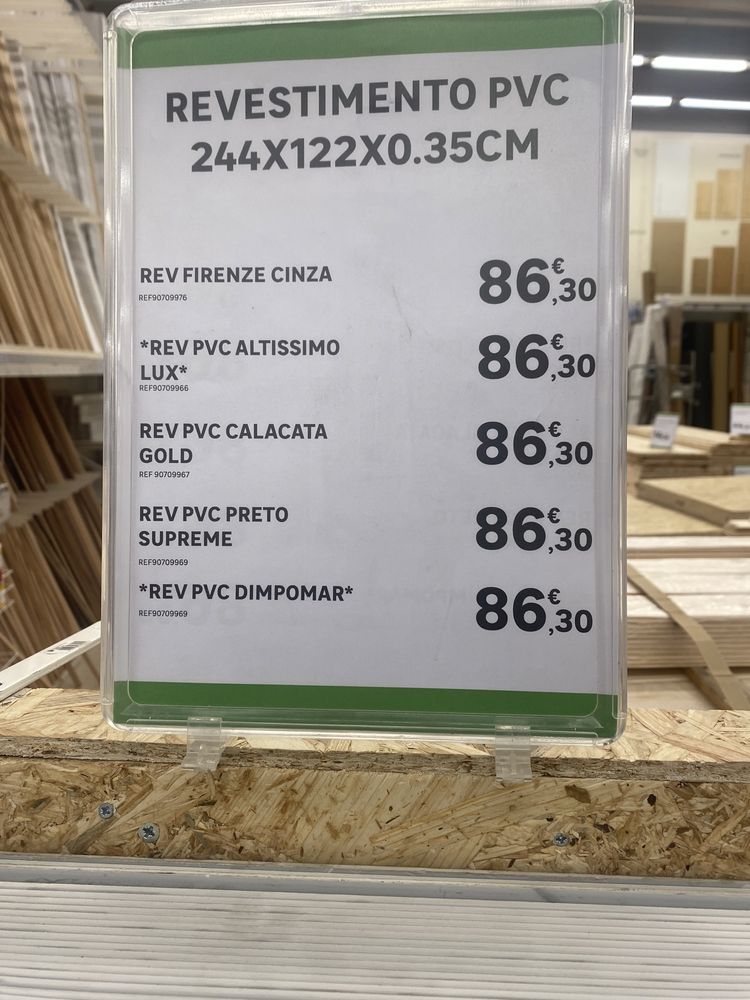 REVESTIMENTO PVC
244X122X0.35CM
REV FIRENZE CINZA
REF90709976
86€,30
*REV PVC ALTISSIMO
LUX*
REF90709966
86€,30
REV PVC CALACATA
GOLD
REF 90709967
86€,30
REV PVC PRETO
SUPREME
REF90709969
86€,30
*REV PVC DIMPOMAR*
REF90709969
86€,30